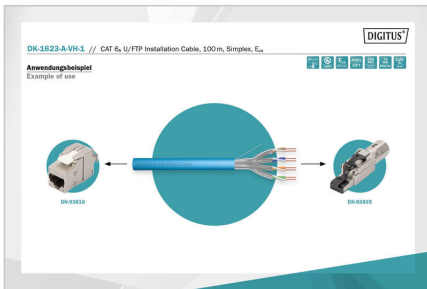 DIGITUS®
DK-1623-A-VH-1 // CAT 6A U/FTP Installation Cable, 100 m, Simplex, Eca
Anwendungsbeispiel
Example of use
DN-93616
DN-93835